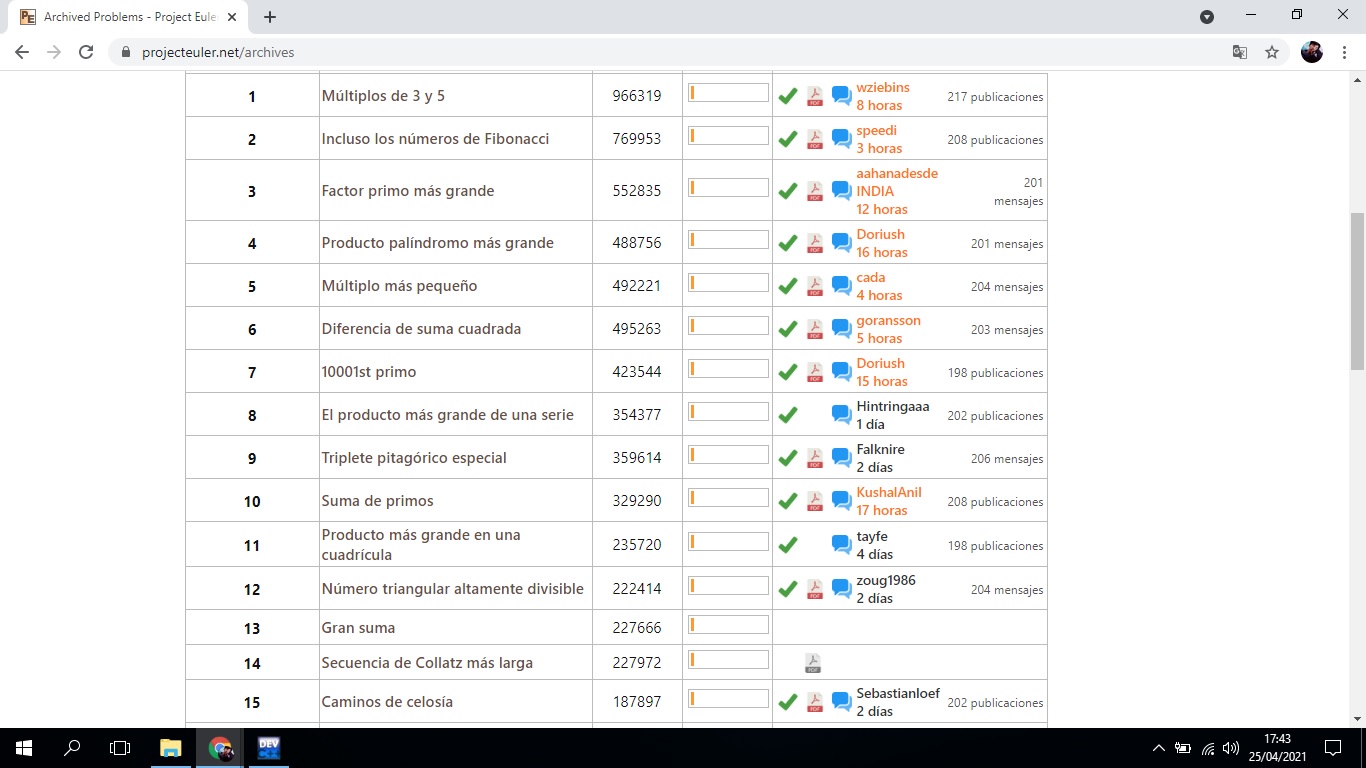 Archived Problems - Project Eule
projecteuler.net/archives
1 Múltiplos de 3 y 5 966319 wziebins 8 horas 217 publicaciones
2 Incluso los números de Fibonacci 769953 speedi 3 horas 208 publicaciones
3 Factor primo más grande 552835 aahanadesde INDIA 12 horas 201 mensajes
4 Producto palíndromo más grande 488756 Doriush 16 horas 201 mensajes
5 Múltiplo más pequeño 492221 cada 4 horas 204 mensajes
6 Diferencia de suma cuadrada 495263 goransson 5 horas 203 mensajes
7 10001st primo 423544 Doriush 15 horas 198 publicaciones
8 El producto más grande de una serie 354377 Hintringaaa 1 día 202 publicaciones
9 Triplete pitagórico especial 359614 Falknire 2 días 206 mensajes
10 Suma de primos 329290 KushalAnil 17 horas 208 publicaciones
11 Producto más grande en una cuadrícula 235720 tayfe 4 días 198 publicaciones
12 Número triangular altamente divisible 222414 zoug1986 2 días 204 mensajes
13 Gran suma 227666
14 Secuencia de Collatz más larga 227972
15 Caminos de celosía 187897 Sebastianloef 2 días 202 publicaciones
DEV
17:43
25/04/2021